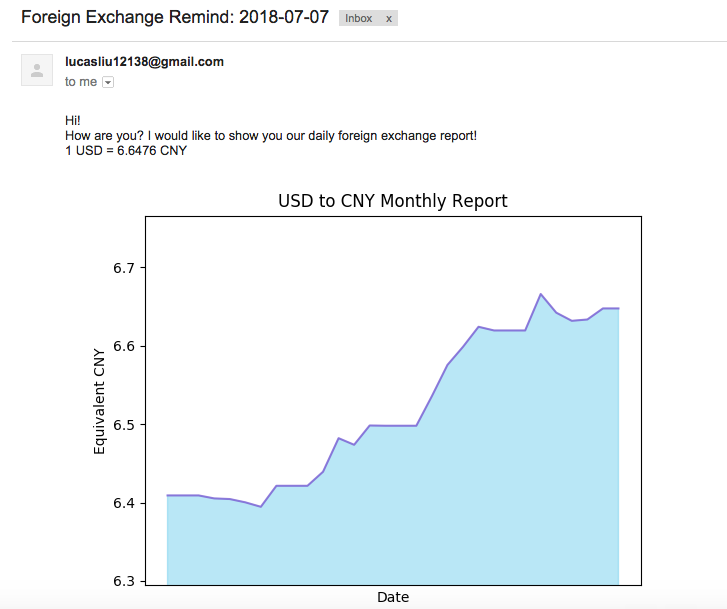 Foreign Exchange Remind: 2018-07-07 Inbox x
lucasliu12138@gmail.com
to me
Hi!
How are you? I would like to show you our daily foreign exchange report!
1 USD = 6.6476 CNY
USD to CNY Monthly Report
6.7
6.6
6.5
6.4
6.3
Equivalent CNY
Date